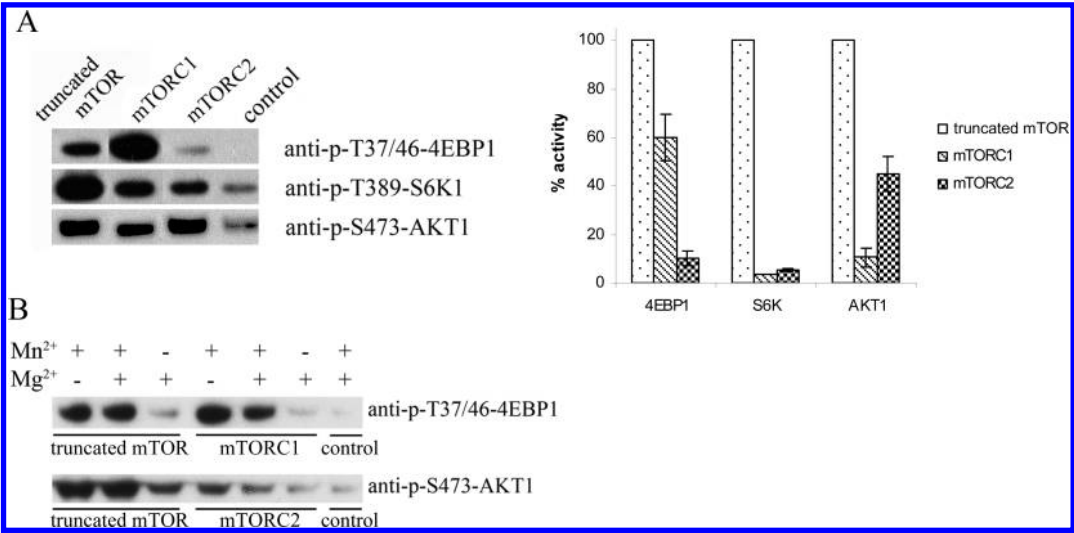 A
truncated mTOR
mTORC1
mTORC2
control
anti-p-T37/46-4EBP1
anti-p-T389-S6K1
anti-p-S473-AKT1
% activity
100
80
60
40
20
0
4EBP1 S6K AKT1
truncated mTOR
mTORC1
mTORC2
B
Mn²⁺ + + - + + - +
Mg²⁺ - + + - + + +
anti-p-T37/46-4EBP1
truncated mTOR mTORC1 control
anti-p-S473-AKT1
truncated mTOR mTORC2 control